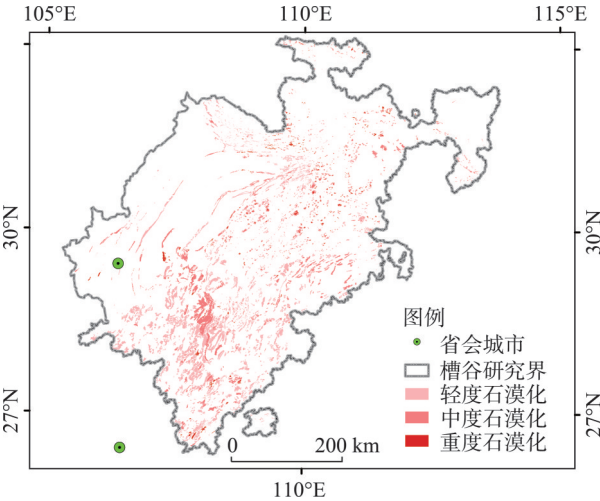 105°E 110°E 115°E
30°N 30°N
图例
省会城市
槽谷研究界
轻度石漠化
中度石漠化
重度石漠化
27°N 27°N
0 200 km
110°E